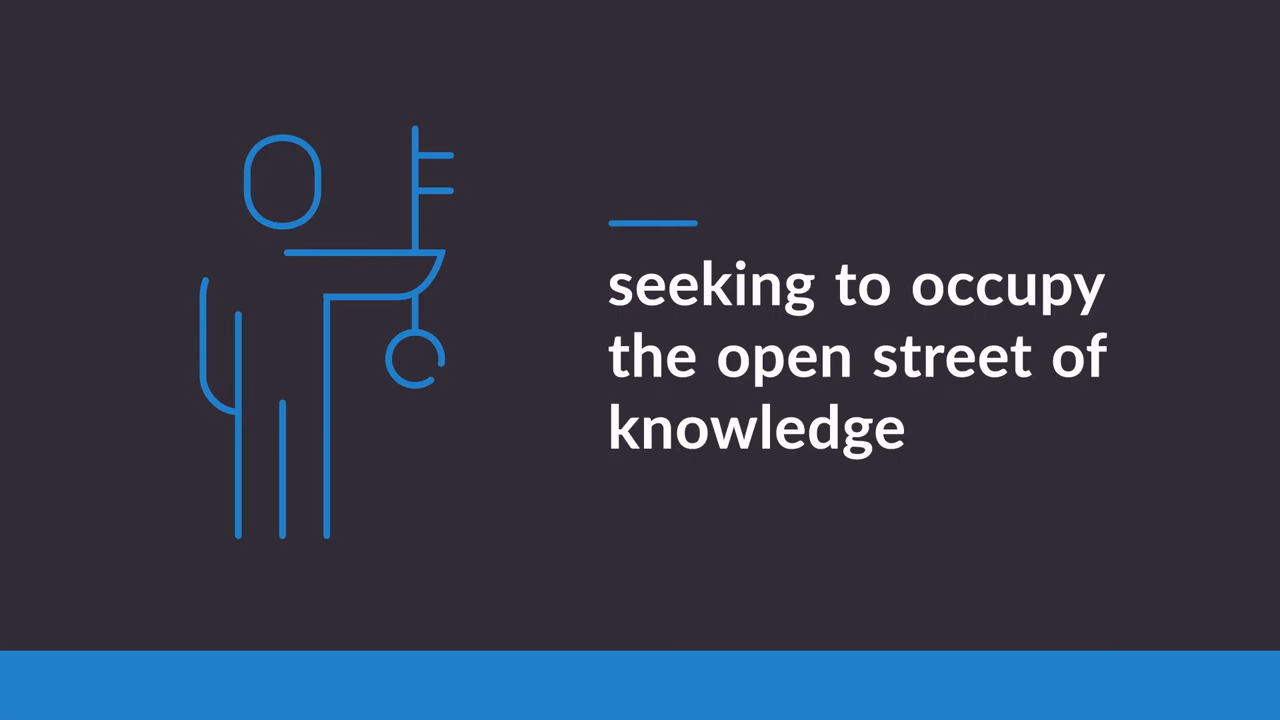 seeking to occupy
the open street of
knowledge